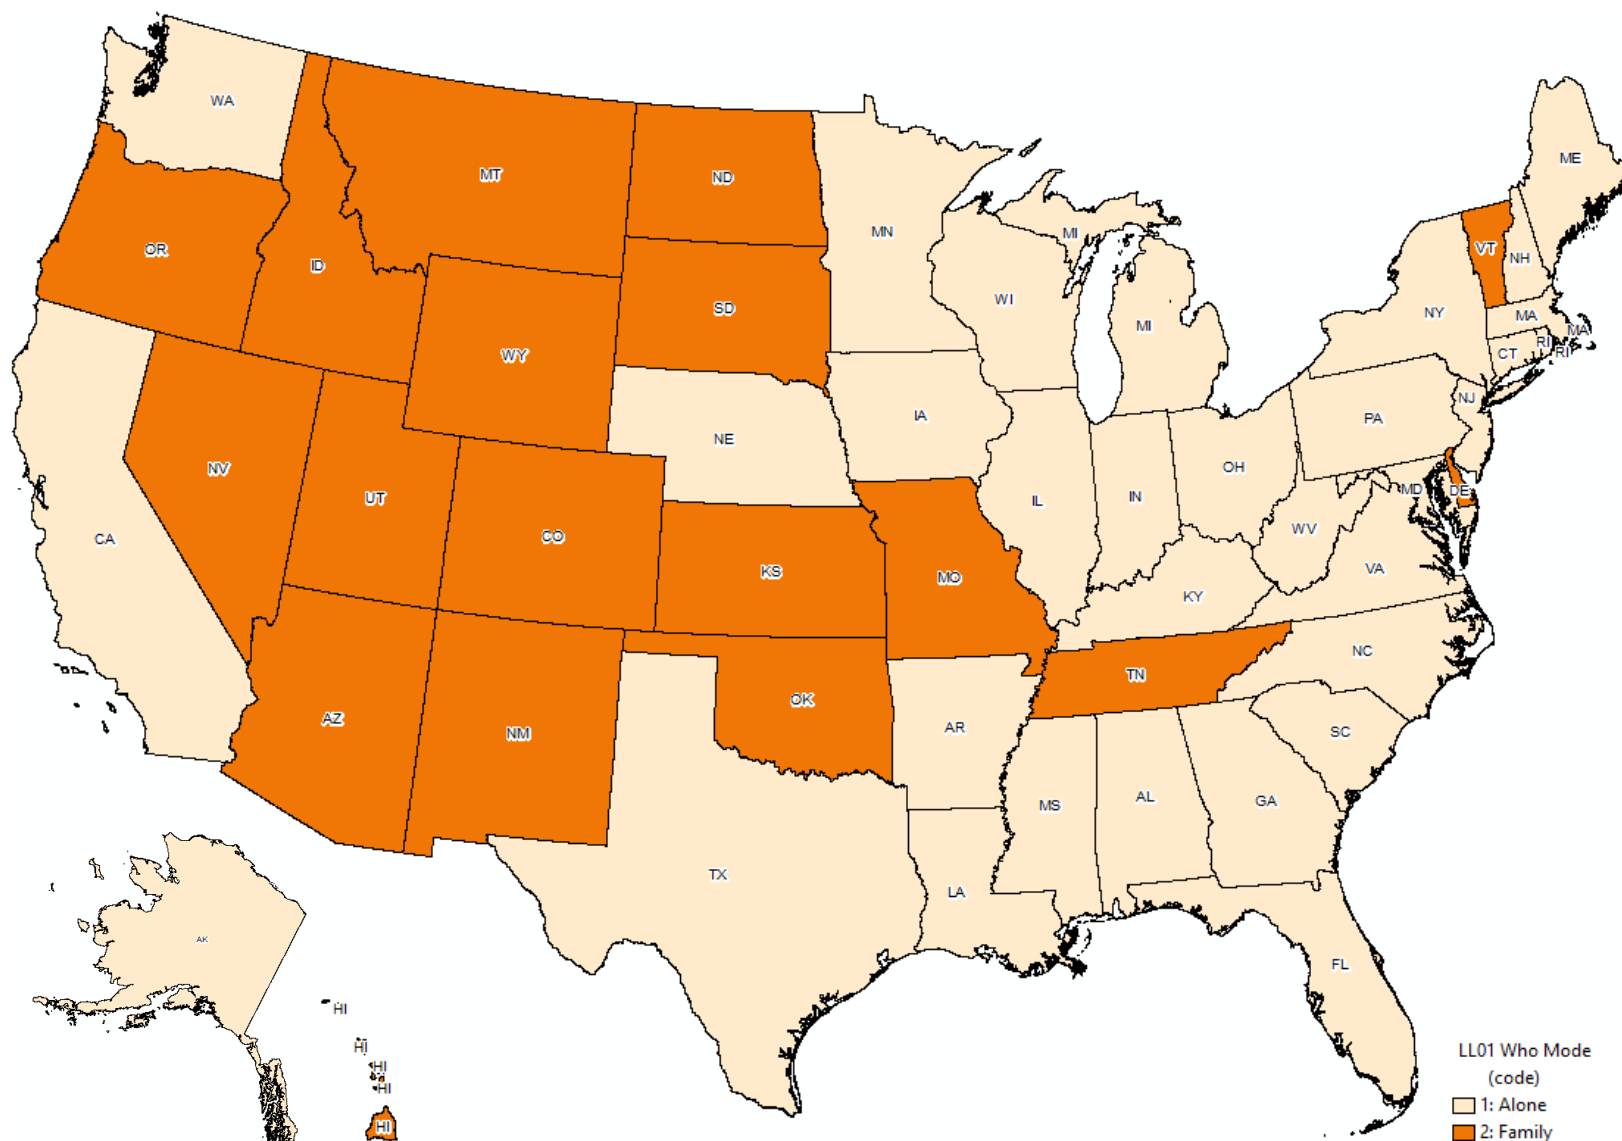 WA
MT
ND
ME
MN
MI
VT
NH
OR
ID
SD
WI
MI
NY
MA
MA
WY
CT
RI
RI
IA
PA
NJ
NE
NV
UT
OH
IL
IN
MD
DE
CA
CO
KS
MO
WV
VA
KY
NC
AZ
NM
OK
TN
AR
SC
MS
AL
GA
TX
LA
AK
FL
HI
HI
HI
HI
HI
LL01 Who Mode
(code)
1: Alone
2: Family